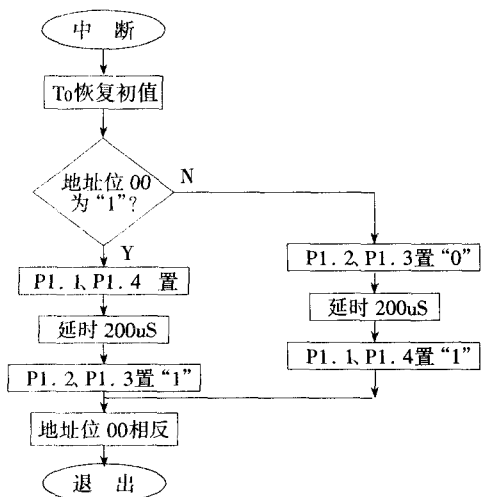 中 断
T0恢复初值
地址位 00
为“1”?
N
Y
P1.1、P1.4 置
延时 200uS
P1.2、P1.3置“1”
P1.2、P1.3置“0”
延时 200uS
P1.1、P1.4置“1”
地址位 00相反
退 出